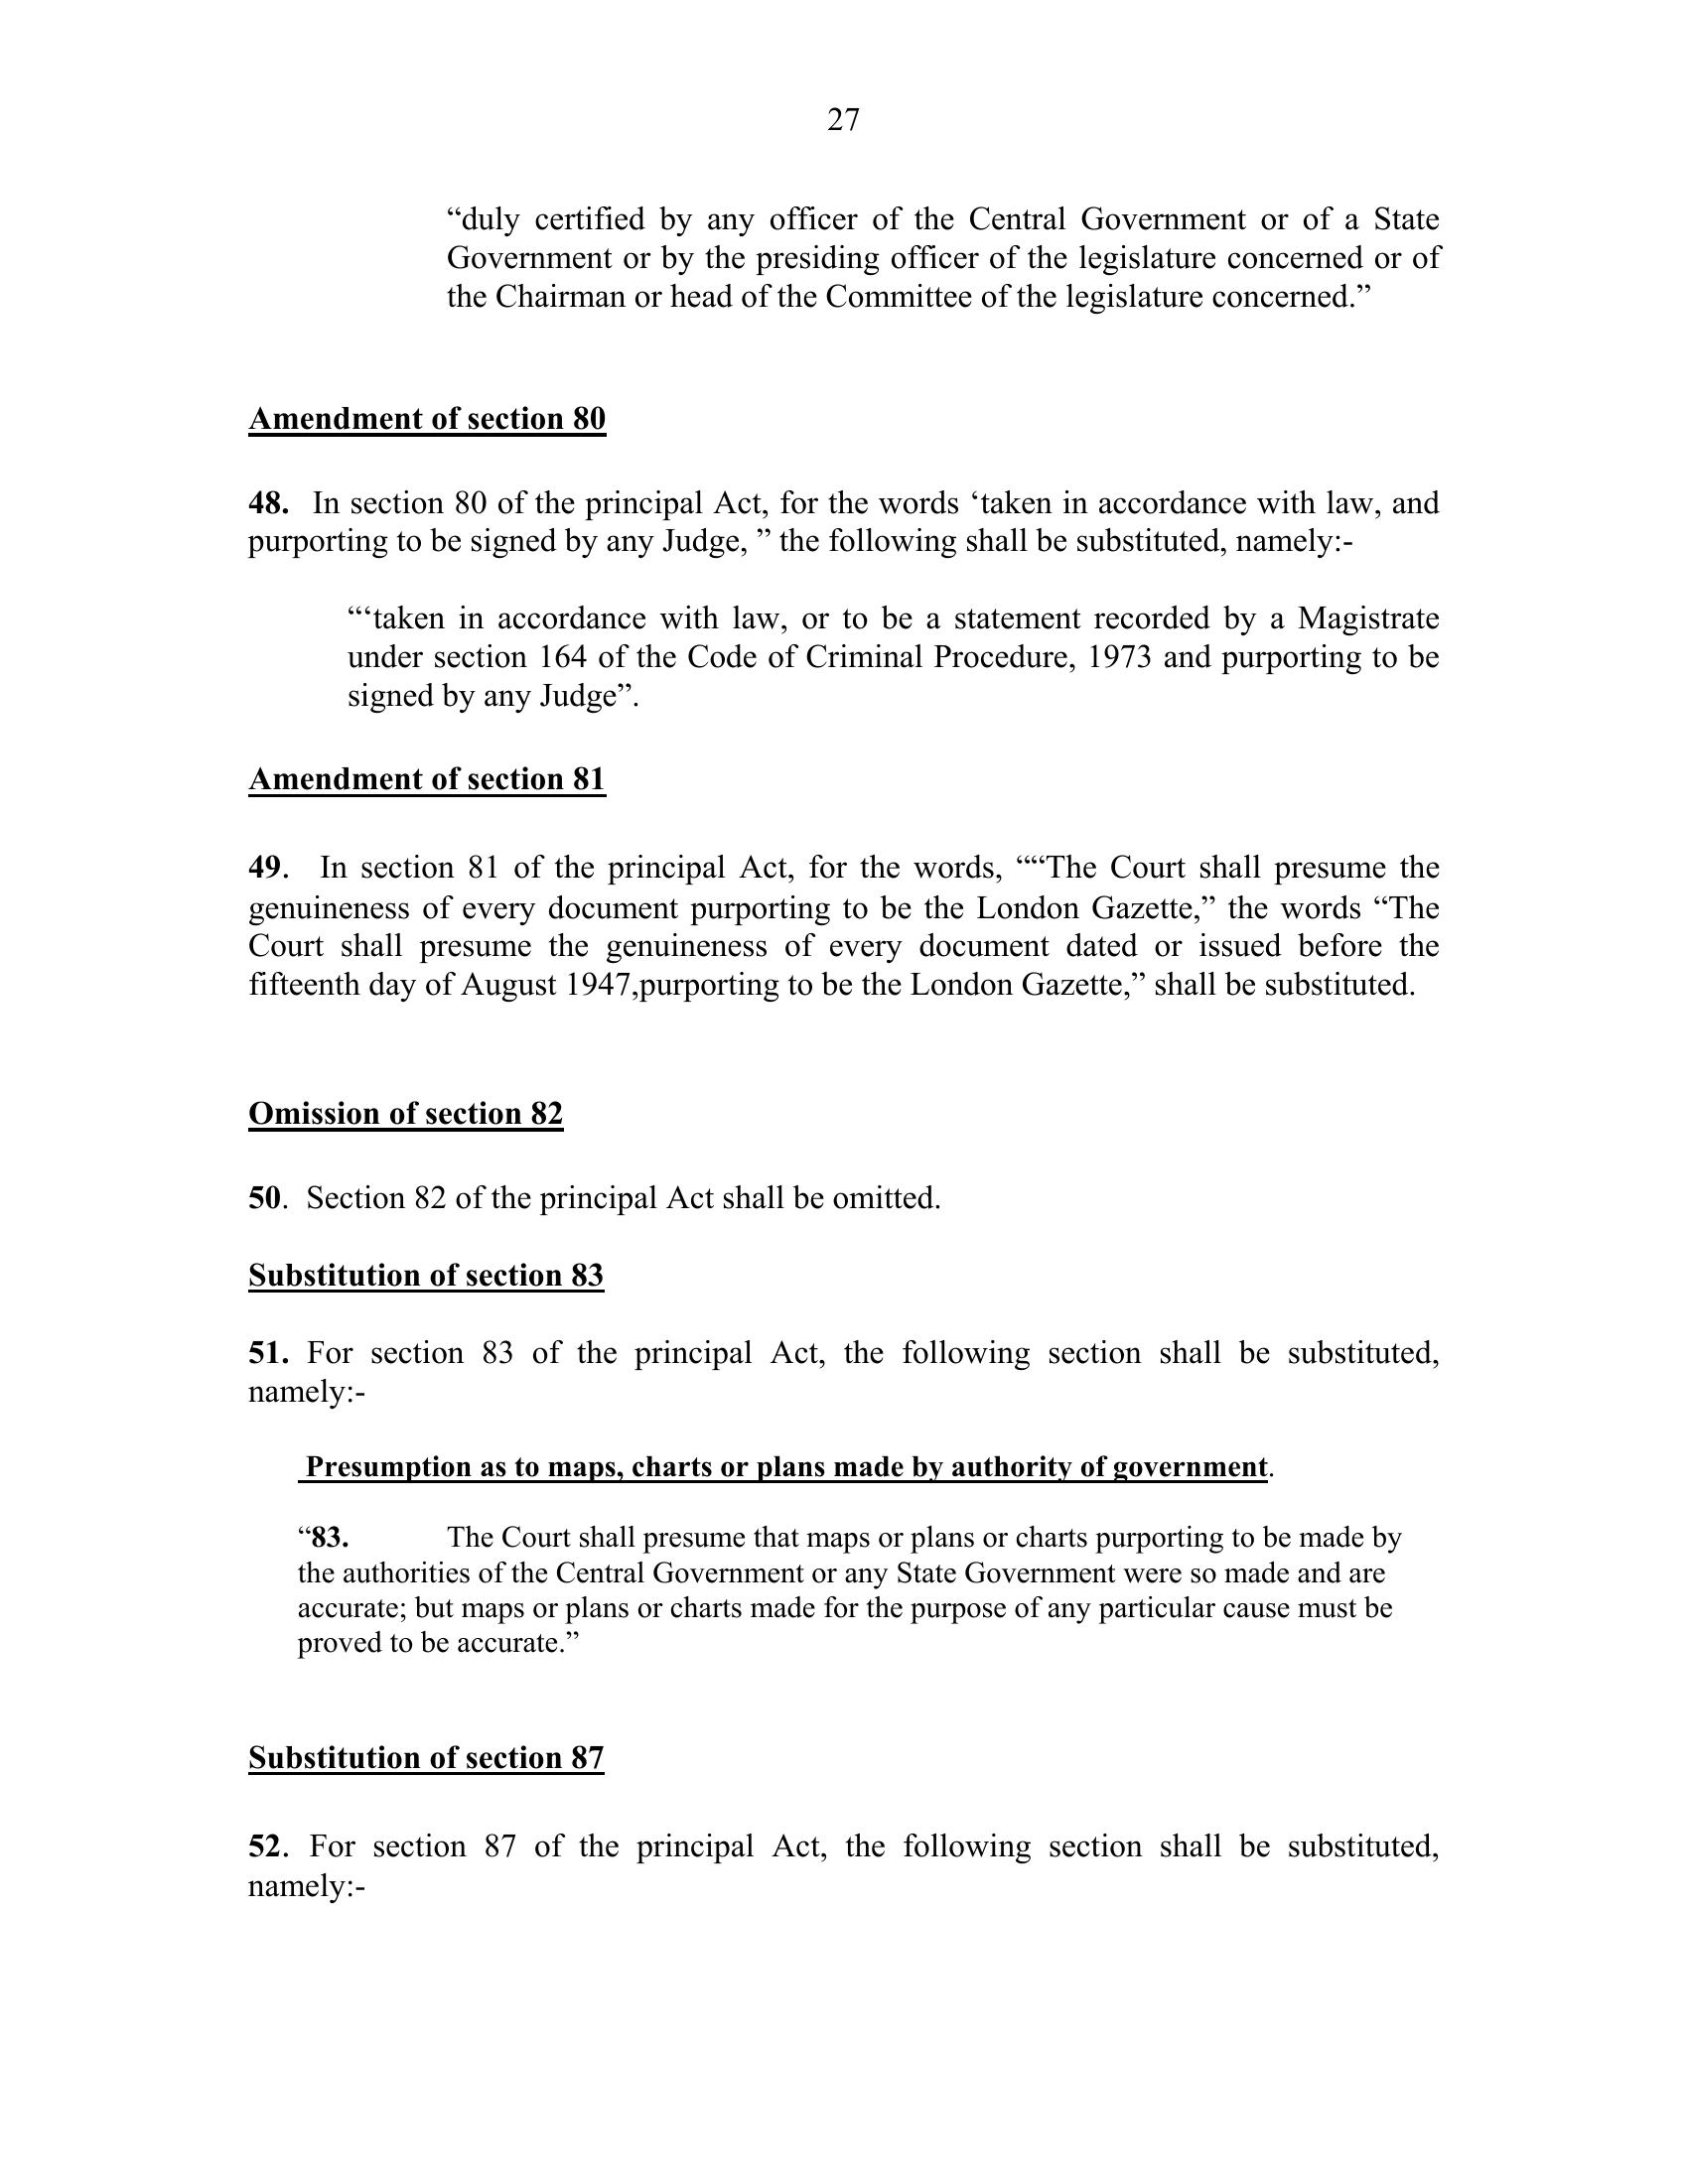 27
“duly certified by any officer of the Central Government or of a State
Government or by the presiding officer of the legislature concerned or of
the Chairman or head of the Committee of the legislature concerned.”
Amendment of section 80
48. In section 80 of the principal Act, for the words ‘taken in accordance with law, and
purporting to be signed by any Judge, ” the following shall be substituted, namely:-
“‘taken in accordance with law, or to be a statement recorded by a Magistrate
under section 164 of the Code of Criminal Procedure, 1973 and purporting to be
signed by any Judge”.
Amendment of section 81
49. In section 81 of the principal Act, for the words, ““The Court shall presume the
genuineness of every document purporting to be the London Gazette,” the words “The
Court shall presume the genuineness of every document dated or issued before the
fifteenth day of August 1947,purporting to be the London Gazette,” shall be substituted.
Omission of section 82
50. Section 82 of the principal Act shall be omitted.
Substitution of section 83
51. For section 83 of the principal Act, the following section shall be substituted,
namely:-
Presumption as to maps, charts or plans made by authority of government.
“83. The Court shall presume that maps or plans or charts purporting to be made by
the authorities of the Central Government or any State Government were so made and are
accurate; but maps or plans or charts made for the purpose of any particular cause must be
proved to be accurate.”
Substitution of section 87
52. For section 87 of the principal Act, the following section shall be substituted,
namely:-